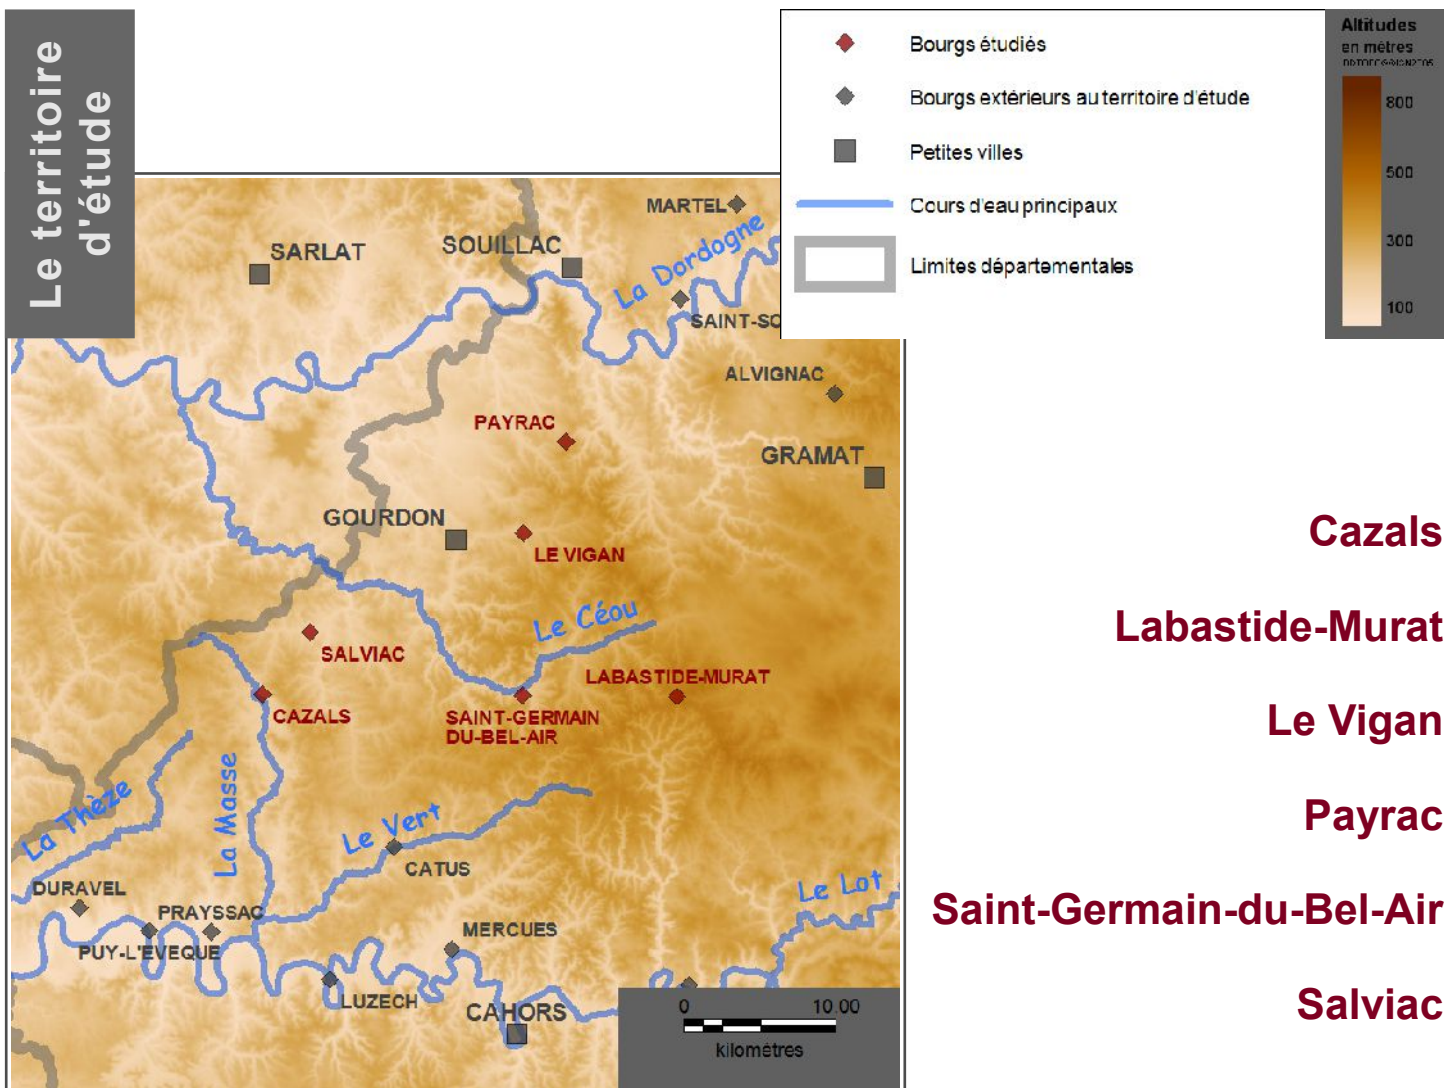 Le territoire
d'étude
Bourgs étudiés
Bourgs extérieurs au territoire d'étude
Petites villes
Cours d'eau principaux
Limites départementales
Altitudes
en mètres
800
500
300
100
MARTEL
SARLAT
SOUILLAC
La Dordogne
SAINT-SO
ALVIGNAC
PAYRAC
GRAMAT
GOURDON
LE VIGAN
Le Céou
SALVIAC
LABASTIDE-MURAT
CAZALS
SAINT-GERMAIN
DU-BEL-AIR
La Thèze
La Masse
Le Vert
CATUS
DURAVEL
Le Lot
PRAYSSAC
PUY-L'EVEQUE
MERCUES
LUZECH
CAHORS
0 10.00
kilomètres
Cazals
Labastide-Murat
Le Vigan
Payrac
Saint-Germain-du-Bel-Air
Salviac